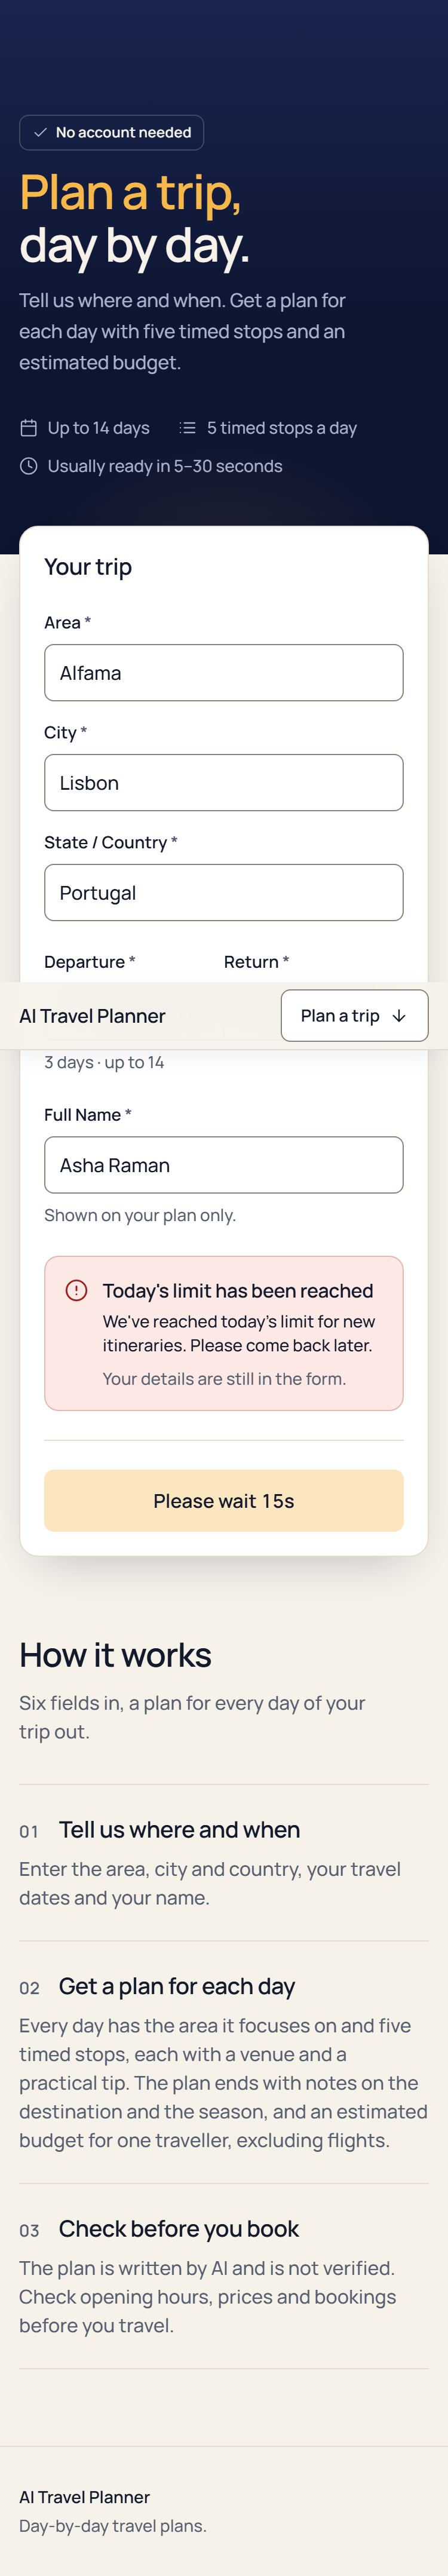 No account needed
Plan a trip,
day by day.
Tell us where and when. Get a plan for
each day with five timed stops and an
estimated budget.
Up to 14 days
5 timed stops a day
Usually ready in 5–30 seconds
Your trip
Area *
Alfama
City *
Lisbon
State / Country *
Portugal
Departure *
Return *
AI Travel Planner
Plan a trip ↓
3 days · up to 14
Full Name *
Asha Raman
Shown on your plan only.
Today's limit has been reached
We've reached today's limit for new
itineraries. Please come back later.
Your details are still in the form.
Please wait 15s
How it works
Six fields in, a plan for every day of your
trip out.
01 Tell us where and when
Enter the area, city and country, your travel
dates and your name.
02 Get a plan for each day
Every day has the area it focuses on and five
timed stops, each with a venue and a
practical tip. The plan ends with notes on the
destination and the season, and an estimated
budget for one traveller, excluding flights.
03 Check before you book
The plan is written by AI and is not verified.
Check opening hours, prices and bookings
before you travel.
AI Travel Planner
Day-by-day travel plans.